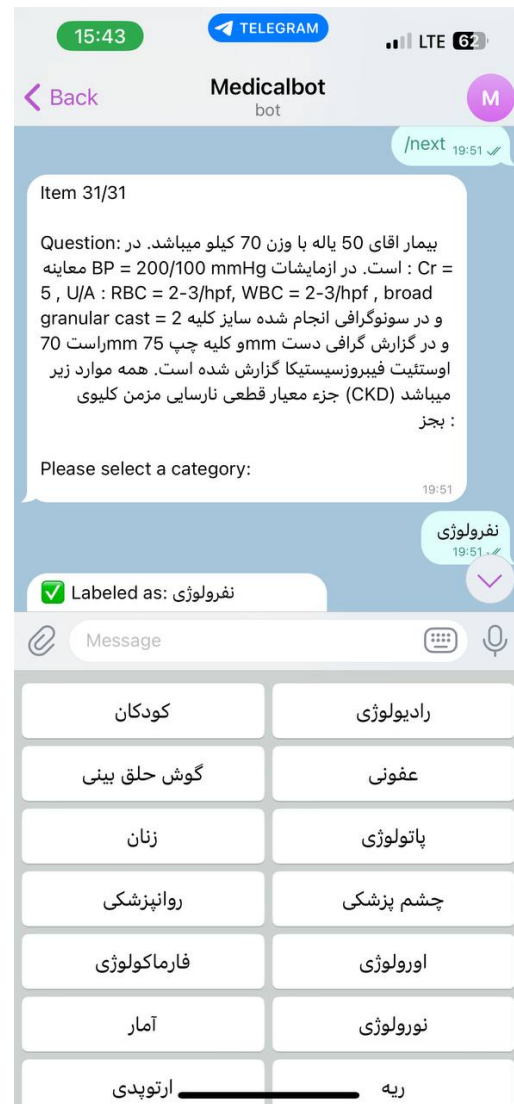 15:43
TELEGRAM
LTE 62
Back
Medicalbot
bot
M
/next 19:51
Item 31/31
Question: بیمار اقای 50 یاله با وزن 70 کیلو میباشد. در
معاینه BP = 200/100 mmHg است. در ازمایشات : Cr =
5 , U/A : RBC = 2-3/hpf, WBC = 2-3/hpf , broad
granular cast = 2 و در سونوگرافی انجام شده سایز کلیه
راست 70mm و کلیه چپ 75mm و در گزارش گرافی دست
اوستئیت فیبروزسیستیکا گزارش شده است. همه موارد زیر
جزء معیار قطعی نارسایی مزمن کلیوی (CKD) میباشد
بجز :
Please select a category:
19:51
نفرولوژی
19:51
✅ Labeled as: نفرولوژی
Message
رادیولوژی
کودکان
عفونی
گوش حلق بینی
پاتولوژی
زنان
چشم پزشکی
روانپزشکی
اورولوژی
فارماکولوژی
نورولوژی
آمار
ریه
ارتوپدی